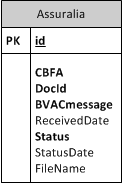 Assuralia
PK id
CBFA
DocId
BVACmessage
ReceivedDate
Status
StatusDate
FileName